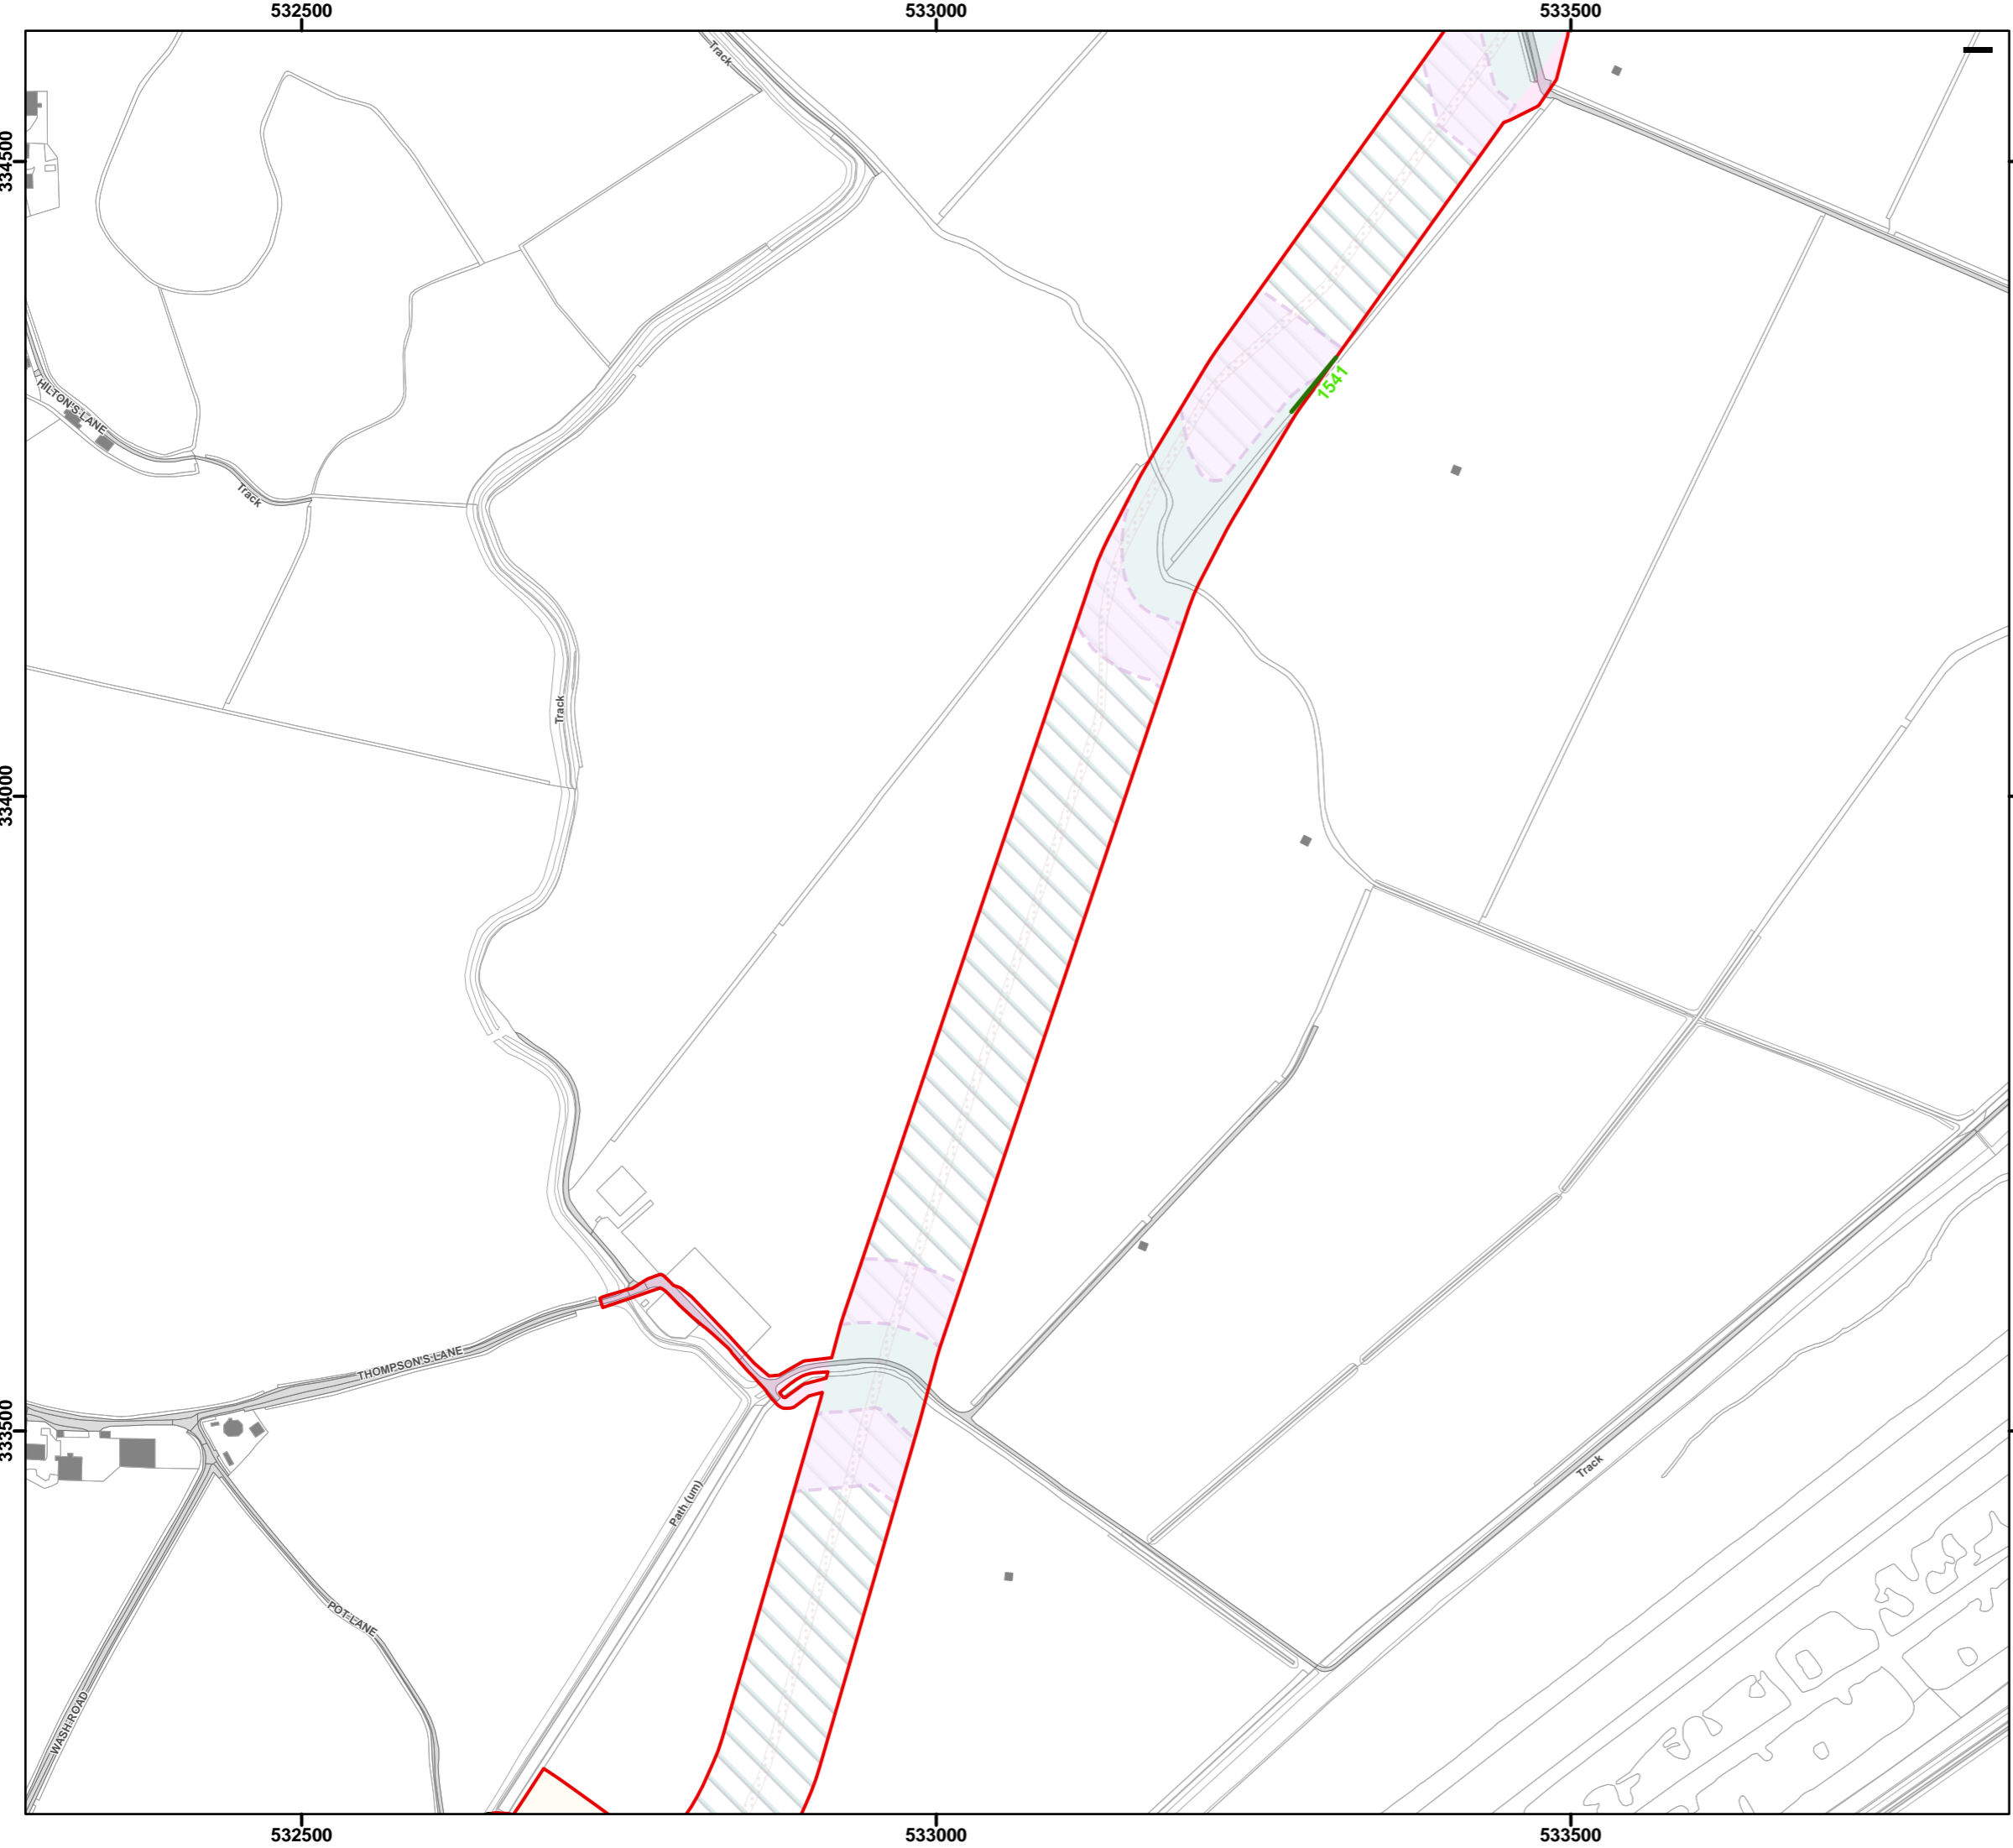 532500
533000
533500
Track
334500
1541
HILTON'S LANE
Track
Track
334000
THOMPSON'S LANE
333500
Track
Path (um)
POT LANE
WASH ROAD
532500
533000
533500